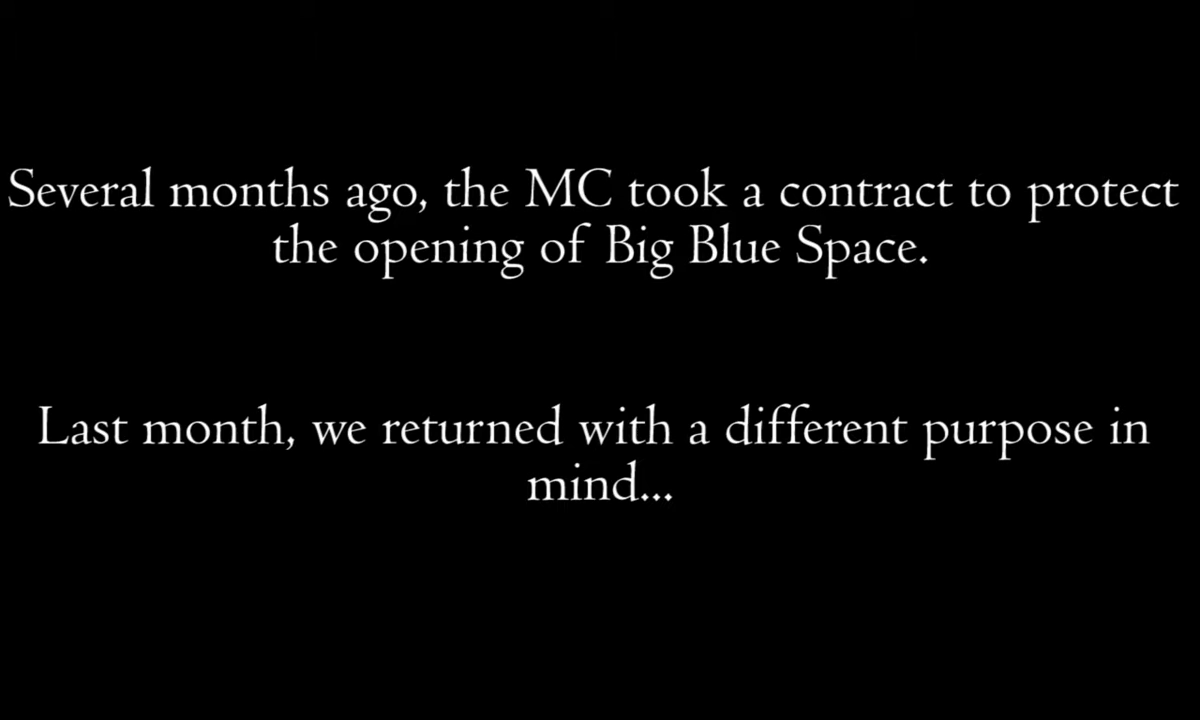 Several months ago, the MC took a contract to protect
the opening of Big Blue Space.
Last month, we returned with a different purpose in
mind...